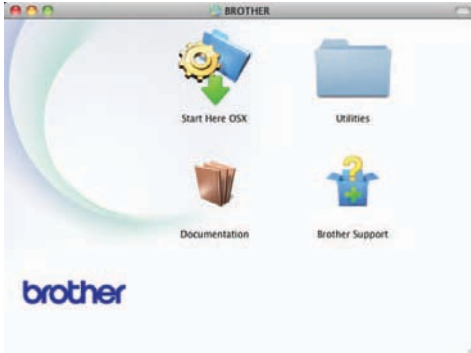 BROTHER
Start Here OSX
Utilities
Documentation
Brother Support
brother